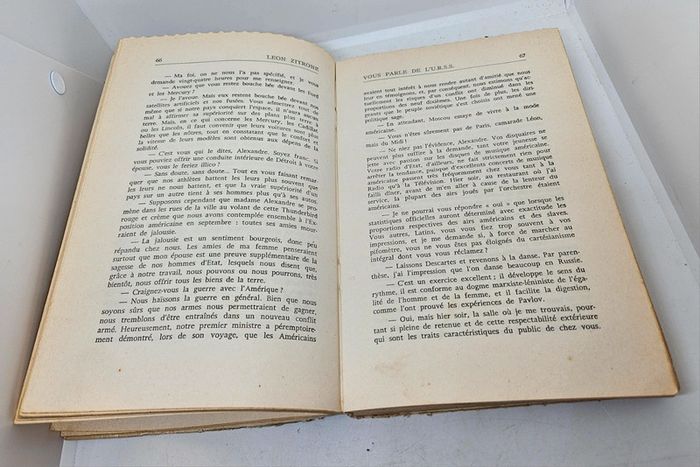 66
LEON ZITRONE
— Ma foi, on ne nous l'a pas spécifié, et je vous
demande vingt-quatre heures pour me renseigner.
— Avouez que vous restez bouche bée devant les Ford
et les Mercury ?
— Je l'avoue. Mais eux restent bouche bée devant nos
satellites artificiels et nos fusées. Vous admettrez tout de
même que si notre pays conquiert l'espace, il n'aura pas de
mal à affirmer sa supériorité sur des plans plus terre à
terre. Mais en ce qui concerne les Mercury, les Cadillac
ou les Lincoln, il faut convenir que leurs voitures sont plus
belles que les nôtres, tout en constatant que le confort et
la vitesse de leurs modèles sont obtenus aux dépens de la
solidité.
— C'est vous qui le dites, Alexandre. Soyez franc. Si
vous pouviez offrir une conduite intérieure de Détroit à votre
épouse, vous le feriez illico ?
— Sans doute, sans doute... Tout en vous faisant remar-
quer que nos athlètes battent les leurs plus souvent que
les leurs ne nous battent, et que la vraie supériorité d'un
pays sur un autre tient à ses hommes plus qu'à ses autos.
— Supposons cependant que madame Alexandre se pro-
mène dans les rues de la ville au volant de cette Thunderbird
rouge et crème que nous avons contemplée ensemble à l'Ex-
position américaine en septembre : toutes ses amies mour-
raient de jalousie.
— La jalousie est un sentiment bourgeois, donc peu
répandu chez nous. Les amies de ma femme penseraient
surtout que mon épouse est une preuve supplémentaire de la
sagesse de nos hommes d'Etat, lesquels nous disent que,
grâce à notre travail, nous pouvons ou nous pourrons, très
bientôt, nous offrir tous les biens de la terre.
— Craignez-vous la guerre avec l'Amérique ?
— Nous haïssons la guerre en général. Bien que nous
soyons sûrs que nos armes nous permettraient de gagner,
nous tremblons d'être entraînés dans un nouveau conflit
armé. Heureusement, notre premier ministre a péremptoire-
ment démontré, lors de son voyage, que les Américains
VOUS PARLE DE L'U.R.S.S.
67
avaient tout intérêt à nous rendre autant d'amitié que nous
leur en témoignons, et, par conséquent, nous estimons qu'ac-
tuellement les risques d'un conflit ont diminué dans des
proportions des neuf dixièmes. Une fois de plus, les diri-
geants que le peuple soviétique s'est choisis ont mené une
politique sage.
— En attendant, Moscou essaye de vivre à la mode
américaine.
— Vous n'êtes sûrement pas de Paris, camarade Léon,
mais du Midi !
— Ne niez pas l'évidence, Alexandre. Vos disquaires ne
peuvent plus suffire à la demande, tant votre jeunesse se
jette avec passion sur les disques de musique américaine.
Votre radio d'Etat, d'ailleurs, ne fait strictement rien pour
arrêter la tendance, puisque d'excellents concerts de musique
américaine passent très fréquemment chez vous tant à la
Radio qu'à la Télévision. Hier soir, au restaurant où j'ai
failli dîner, avant de m'en aller à cause de la lenteur du
service, la plupart des airs joués par l'orchestre étaient
américains.
— Je ne pourrai vous répondre « oui » que lorsque les
statistiques officielles auront déterminé avec exactitude les
proportions respectives des airs américains et des slaves.
Vous autres, Latins, vous vous fiez trop souvent à vos
impressions, et je me demande si, à force de marcher au
pifomètre, vous ne vous êtes pas éloignés du cartésianisme
intégral dont vous vous réclamez ?
— Laissons Descartes et revenons à la danse. Par paren-
thèse, j'ai l'impression que l'on danse beaucoup en Russie.
— C'est un exercice excellent ; il développe le sens du
rythme, il est conforme au dogme marxiste-léniniste de l'éga-
lité de l'homme et de la femme, et il facilite la digestion,
comme l'ont prouvé les expériences de Pavlov.
— Oui, mais hier soir, la salle où je me trouvais, pour-
tant si pleine de retenue et de cette respectabilité extérieure
qui sont les traits caractéristiques du public de chez vous,